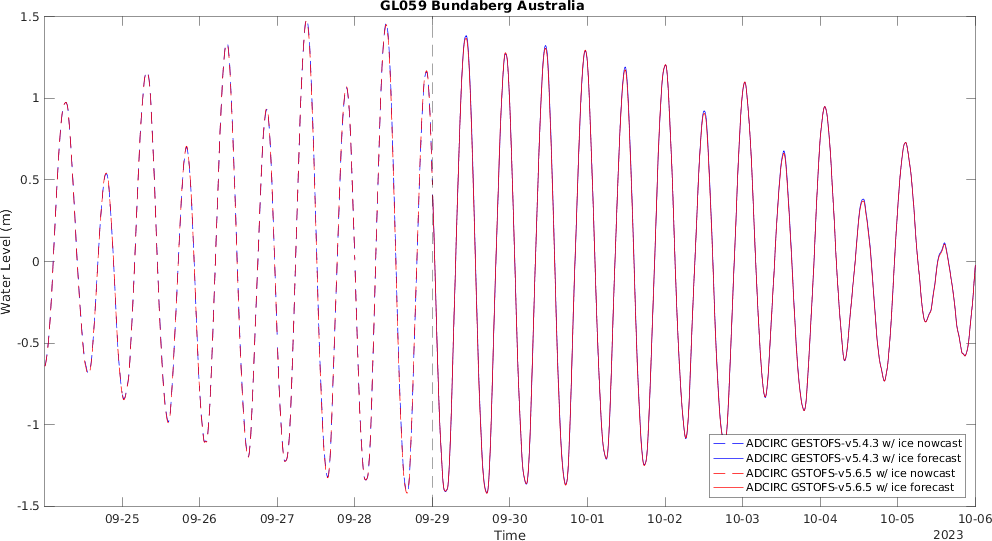 GL059 Bundaberg Australia
1.5
1
0.5
0
-0.5
-1
-1.5
Water Level (m)
09-25 09-26 09-27 09-28 09-29 09-30 10-01 10-02 10-03 10-04 10-05 10-06
Time
2023
ADCIRC GESTOFS-v5.4.3 w/ ice nowcast
ADCIRC GESTOFS-v5.4.3 w/ ice forecast
ADCIRC GSTOFS-v5.6.5 w/ ice nowcast
ADCIRC GSTOFS-v5.6.5 w/ ice forecast